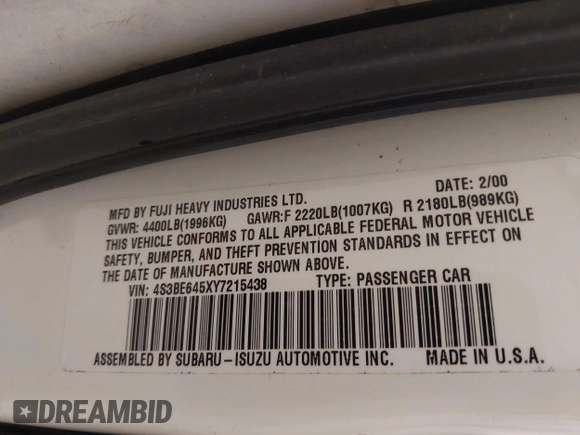 MFD BY FUJI HEAVY INDUSTRIES LTD. DATE: 2/00
GVWR: 4400LB(1996KG) GAWR:F 2220LB(1007KG) R 2180LB(989KG)
THIS VEHICLE CONFORMS TO ALL APPLICABLE FEDERAL MOTOR VEHICLE
SAFETY, BUMPER, AND THEFT PREVENTION STANDARDS IN EFFECT ON
THE DATE OF MANUFACTURE SHOWN ABOVE.
VIN: 4S3BE645XY7215438 TYPE: PASSENGER CAR
ASSEMBLED BY SUBARU-ISUZU AUTOMOTIVE INC. MADE IN U.S.A.
DREAMBID